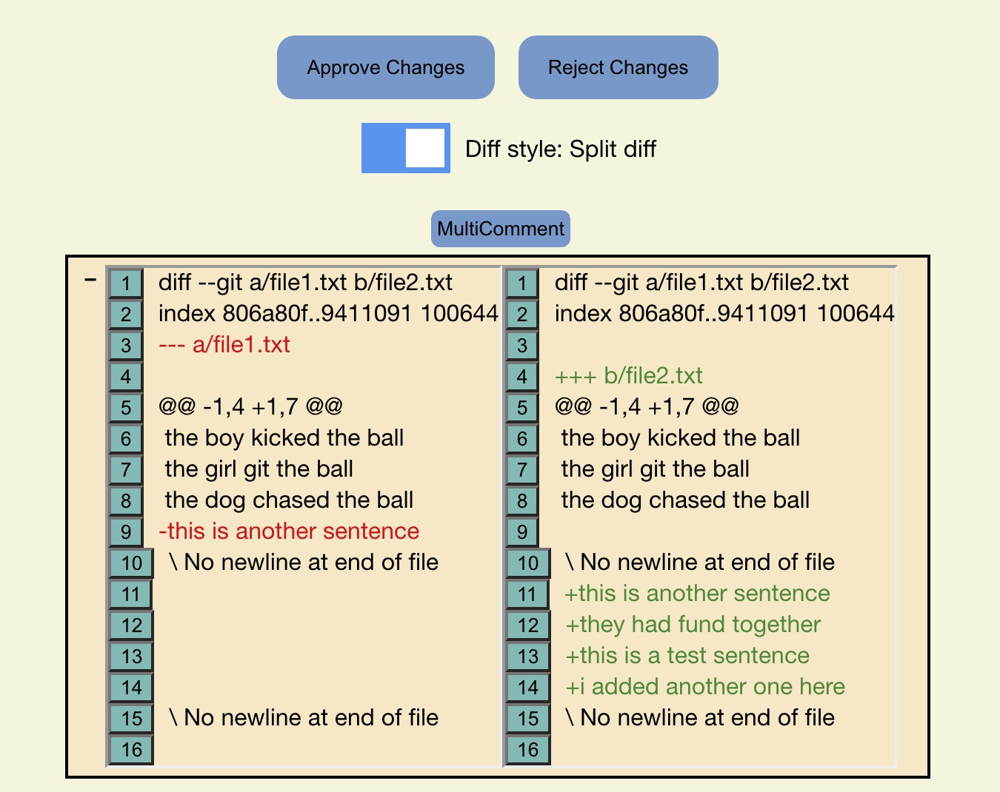 Approve Changes
Reject Changes
Diff style: Split diff
MultiComment
–
1 diff --git a/file1.txt b/file2.txt
2 index 806a80f..9411091 100644
3 --- a/file1.txt
4
5 @@ -1,4 +1,7 @@
6 the boy kicked the ball
7 the girl git the ball
8 the dog chased the ball
9 -this is another sentence
10 \ No newline at end of file
11
12
13
14
15 \ No newline at end of file
16
1 diff --git a/file1.txt b/file2.txt
2 index 806a80f..9411091 100644
3
4 +++ b/file2.txt
5 @@ -1,4 +1,7 @@
6 the boy kicked the ball
7 the girl git the ball
8 the dog chased the ball
9
10 \ No newline at end of file
11 +this is another sentence
12 +they had fund together
13 +this is a test sentence
14 +i added another one here
15 \ No newline at end of file
16